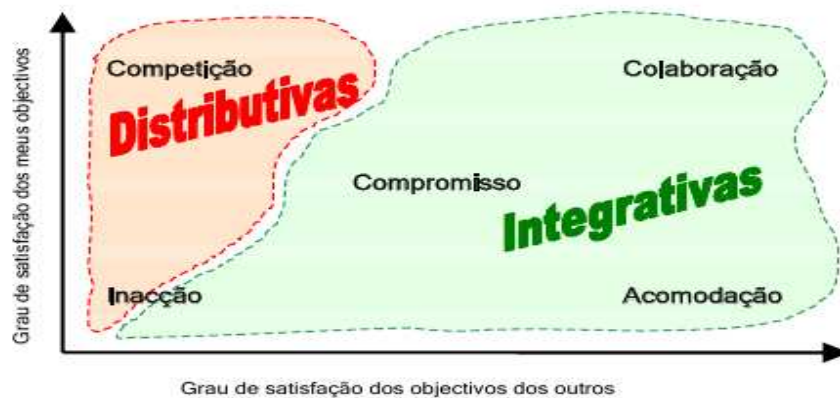 Grau de satisfação dos meus objectivos
Competição
Colaboração
Distributivas
Compromisso
Integrativas
Inacção
Acomodação
Grau de satisfação dos objectivos dos outros